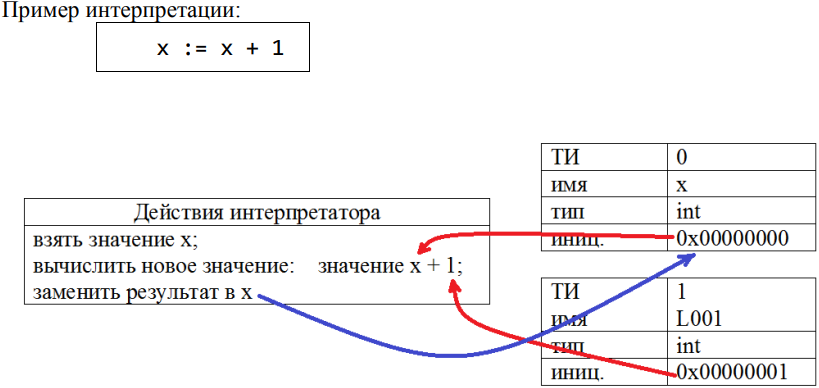 Пример интерпретации:
x := x + 1
Действия интерпретатора
взять значение x;
вычислить новое значение: значение x + 1;
заменить результат в x
ТИ 0
имя x
тип int
иниц. 0x00000000
ТИ 1
имя L001
тип int
иниц. 0x00000001